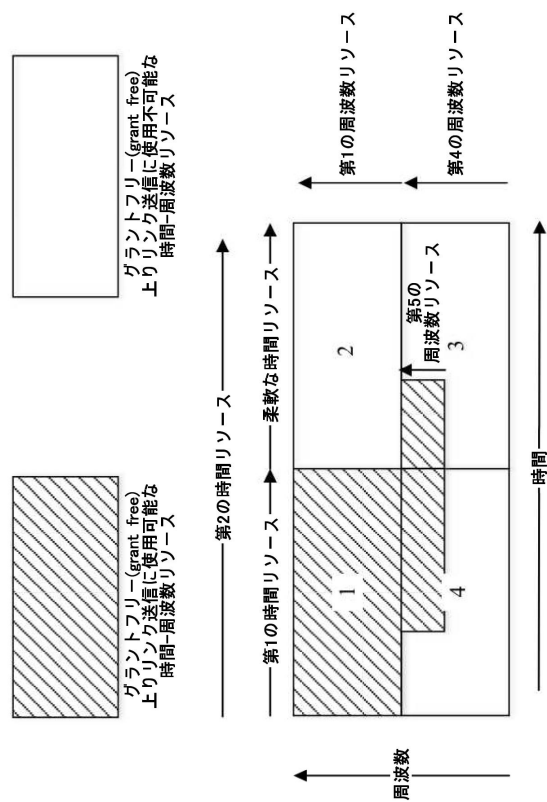 グラントフリー(grant free)
上りリンク送信に使用可能な
時間-周波数リソース
グラントフリー(grant free)
上りリンク送信に使用不可能な
時間-周波数リソース
第2の時間リソース
第1の時間リソース
柔軟な時間リソース
周波数
1
2
第1の周波数リソース
4
第5の
周波数リソース
3
第4の周波数リソース
時間